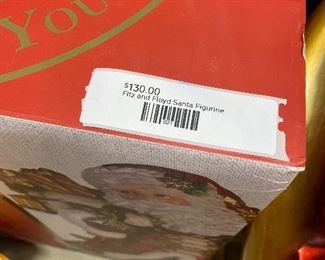 YOU
$130.00
Fitz and Floyd Santa Figurine